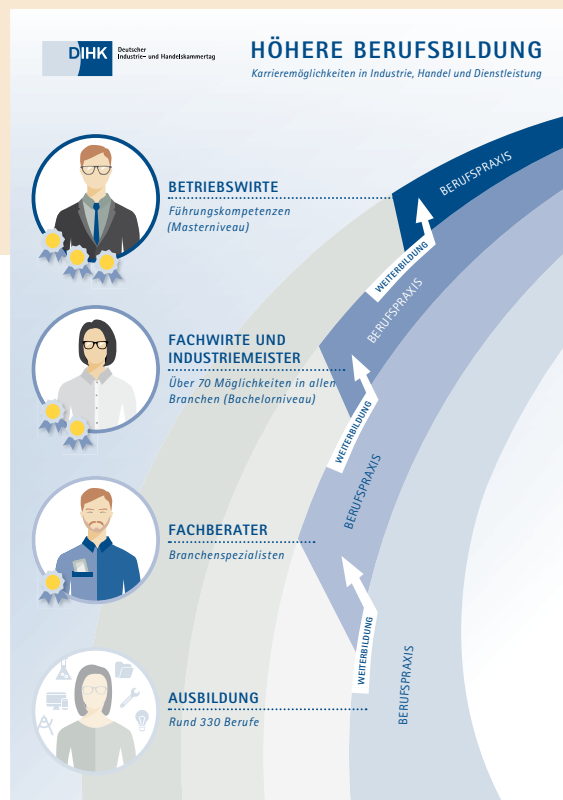 DIHK
Deutscher
Industrie- und Handelskammertag
HÖHERE BERUFSBILDUNG
Karrieremöglichkeiten in Industrie, Handel und Dienstleistung
BETRIEBSWIRTE
Führungskompetenzen
(Masterniveau)
BERUFSPRAXIS
WEITERBILDUNG
FACHWIRTE UND
INDUSTRIEMEISTER
Über 70 Möglichkeiten in allen
Branchen (Bachelorniveau)
BERUFSPRAXIS
WEITERBILDUNG
FACHBERATER
Branchenspezialisten
BERUFSPRAXIS
WEITERBILDUNG
AUSBILDUNG
Rund 330 Berufe
BERUFSPRAXIS